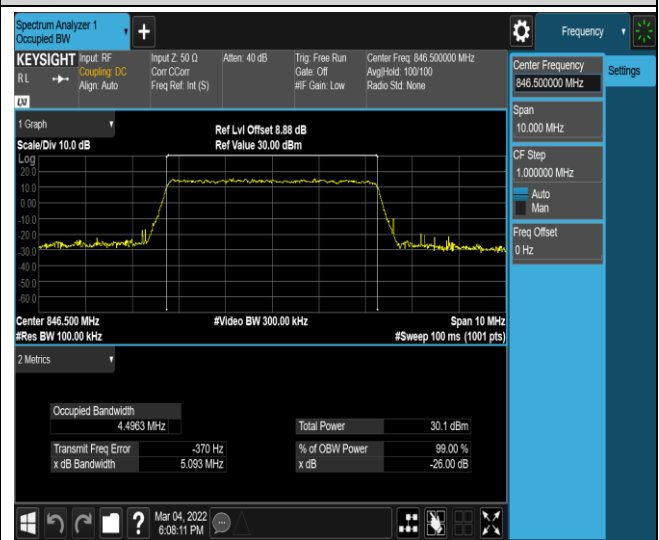 Spectrum Analyzer 1
Occupied BW
+
Frequency
KEYSIGHT
RL
LXI
Input: RF
Coupling: DC
Align: Auto
Input Z: 50 Ω
Corr CCorr
Freq Ref: Int (S)
Atten: 40 dB
Trig: Free Run
Gate: Off
#IF Gain: Low
Center Freq: 846.500000 MHz
Avg|Hold: 100/100
Radio Std: None
Center Frequency
846.500000 MHz
Settings
Span
10.000 MHz
CF Step
1.000000 MHz
Auto
Man
Freq Offset
0 Hz
1 Graph
Scale/Div 10.0 dB
Ref Lvl Offset 8.88 dB
Ref Value 30.00 dBm
Log
20.0
10.0
0.00
-10.0
-20.0
-30.0
-40.0
-50.0
-60.0
Center 846.500 MHz
#Res BW 100.00 kHz
#Video BW 300.00 kHz
Span 10 MHz
#Sweep 100 ms (1001 pts)
2 Metrics
Occupied Bandwidth
4.4963 MHz
Total Power 30.1 dBm
Transmit Freq Error -370 Hz
% of OBW Power 99.00 %
x dB Bandwidth 5.093 MHz
x dB -26.00 dB
?
Mar 04, 2022
6:08:11 PM